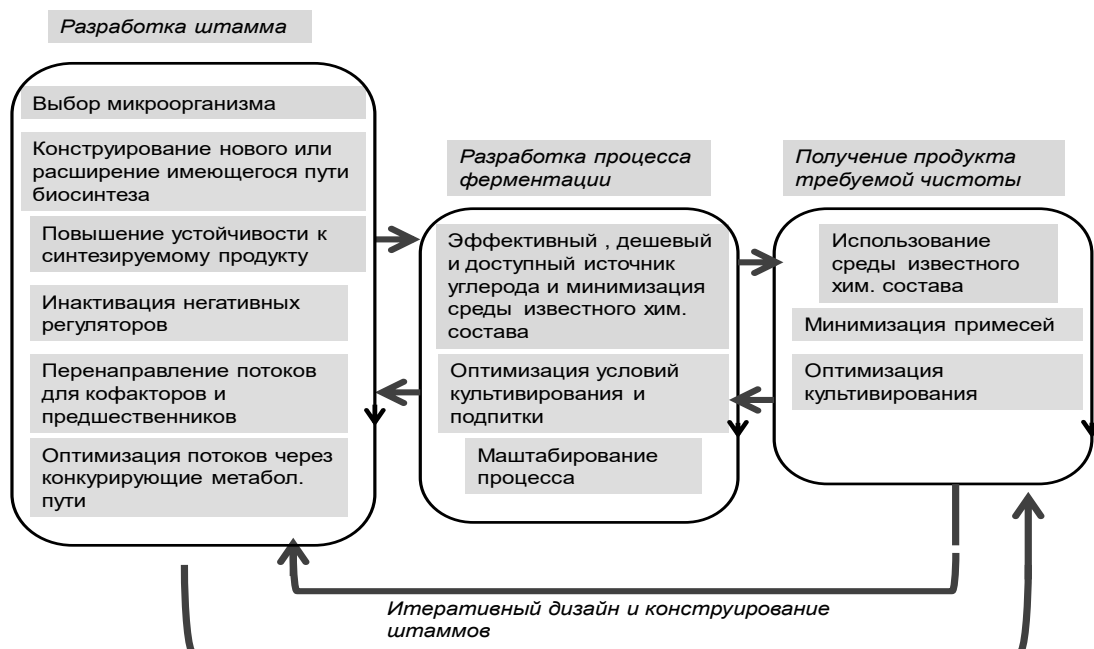 Разработка штамма
Выбор микроорганизма
Конструирование нового или
расширение имеющегося пути
биосинтеза
Повышение устойчивости к
синтезируемому продукту
Инактивация негативных
регуляторов
Перенаправление потоков
для кофакторов и
предшественников
Оптимизация потоков через
конкурирующие метабол.
пути
Разработка процесса
ферментации
Эффективный , дешевый
и доступный источник
углерода и минимизация
среды известного хим.
состава
Оптимизация условий
культивирования и
подпитки
Маштабирование
процесса
Получение продукта
требуемой чистоты
Использование
среды известного
хим. состава
Минимизация примесей
Оптимизация
культивирования
Итеративный дизайн и конструирование
штаммов